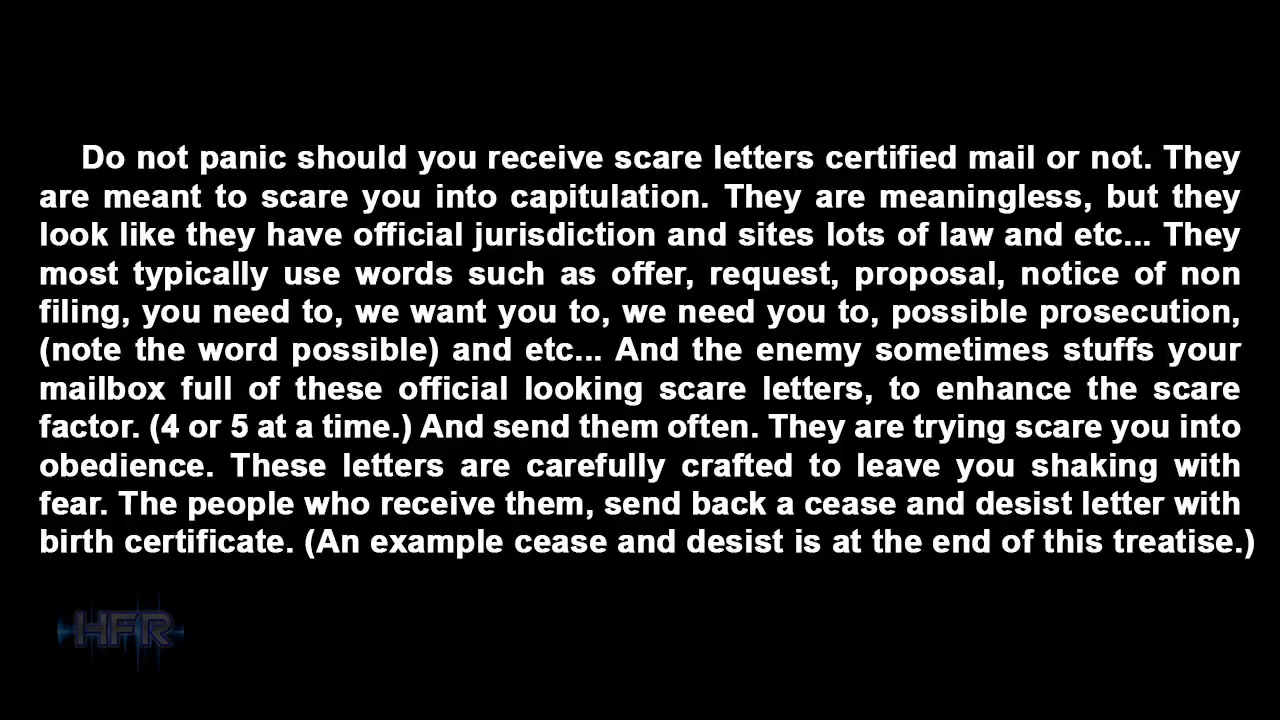 Do not panic should you receive scare letters certified mail or not. They
are meant to scare you into capitulation. They are meaningless, but they
look like they have official jurisdiction and sites lots of law and etc... They
most typically use words such as offer, request, proposal, notice of non
filing, you need to, we want you to, we need you to, possible prosecution,
(note the word possible) and etc... And the enemy sometimes stuffs your
mailbox full of these official looking scare letters, to enhance the scare
factor. (4 or 5 at a time.) And send them often. They are trying scare you into
obedience. These letters are carefully crafted to leave you shaking with
fear. The people who receive them, send back a cease and desist letter with
birth certificate. (An example cease and desist is at the end of this treatise.)
HFR